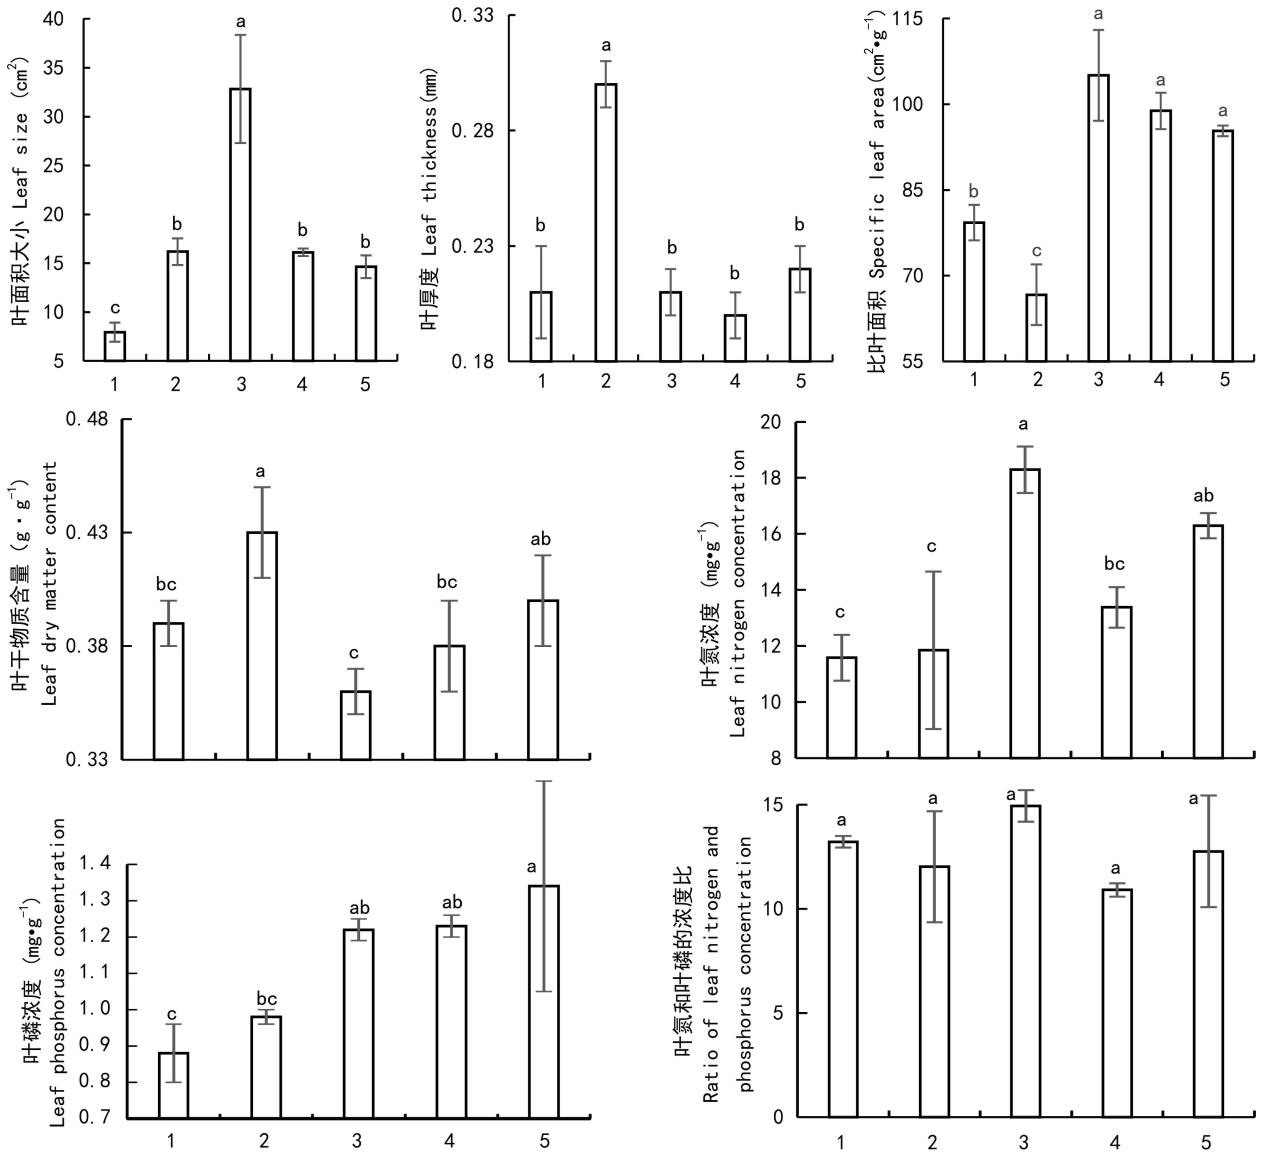 叶面积大小 Leaf size (cm²)
40
35
30
25
20
15
10
5
c
b
a
b
b
1 2 3 4 5
叶厚度 Leaf thickness(mm)
0.33
0.28
0.23
0.18
b
a
b
b
b
1 2 3 4 5
比叶面积 Specific leaf area(cm²•g⁻¹)
115
100
85
70
55
b
c
a
a
a
1 2 3 4 5
叶干物质含量 (g·g⁻¹)
Leaf dry matter content
0.48
0.43
0.38
0.33
bc
a
c
bc
ab
叶氮浓度 (mg•g⁻¹)
Leaf nitrogen concentration
20
18
16
14
12
10
8
c
c
a
bc
ab
叶磷浓度 (mg•g⁻¹)
Leaf phosphorus concentration
1.4
1.3
1.2
1.1
1.0
0.9
0.8
0.7
c
bc
ab
ab
a
1 2 3 4 5
叶氮和叶磷的浓度比
Ratio of leaf nitrogen and
phosphorus concentration
15
10
5
0
a
a
a
a
a
1 2 3 4 5